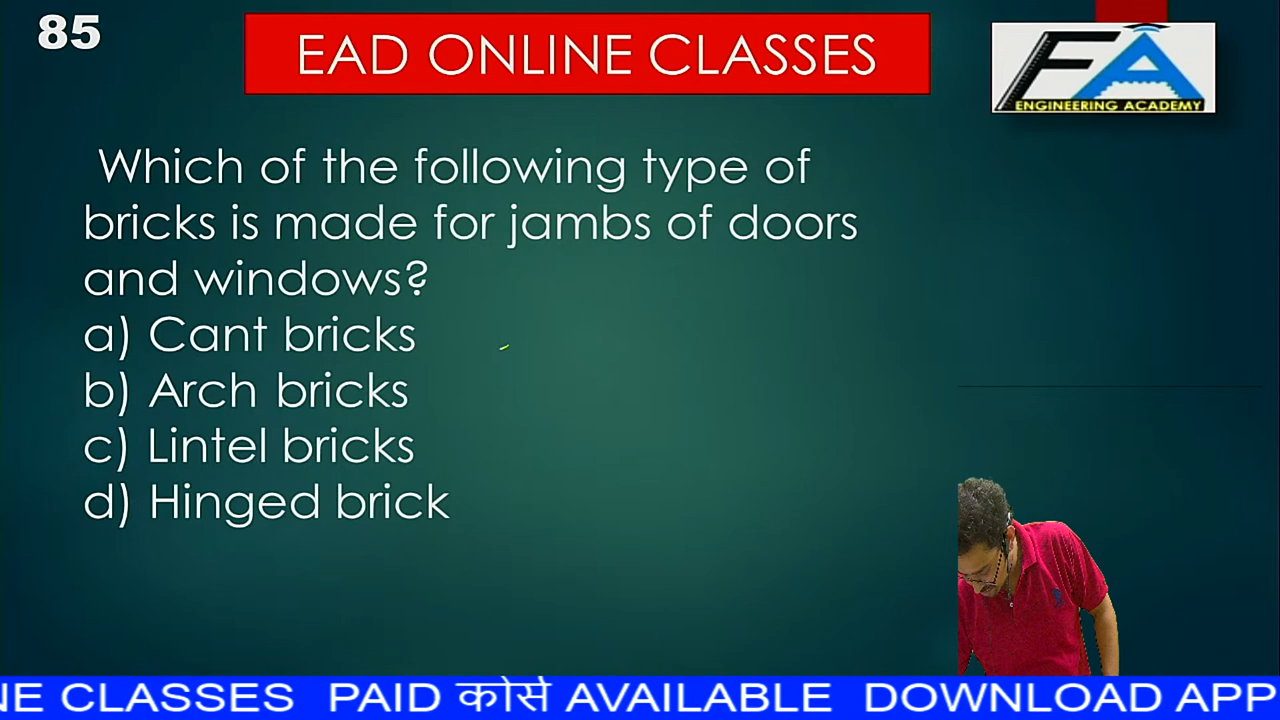 85
EAD ONLINE CLASSES
ENGINEERING ACADEMY
Which of the following type of
bricks is made for jambs of doors
and windows?
a) Cant bricks
b) Arch bricks
c) Lintel bricks
d) Hinged brick
NE CLASSES PAID कोर्स AVAILABLE DOWNLOAD APP